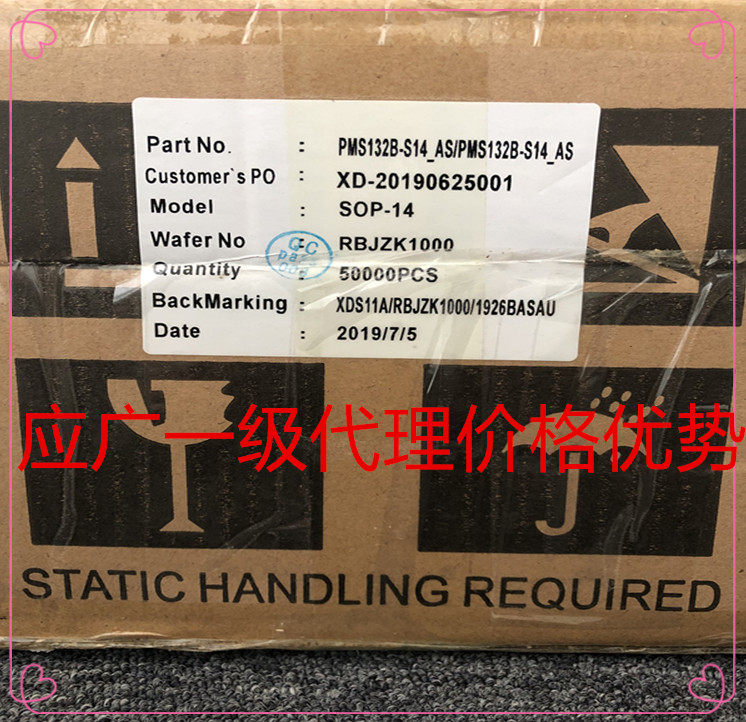 Part No. : PMS132B-S14_AS/PMS132B-S14_AS
Customer`s PO : XD-20190625001
Model : SOP-14
Wafer No : RBJZK1000
QC
Quantity : 50000PCS
BackMarking : XDS11A/RBJZK1000/1926BASAU
Date : 2019/7/5
应广一级代理价格优势
STATIC HANDLING REQUIRED